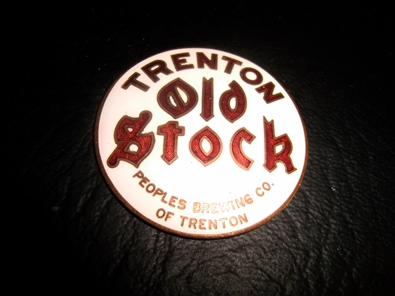 TRENTON
Old
Stock
PEOPLES BREWING CO.
OF TRENTON